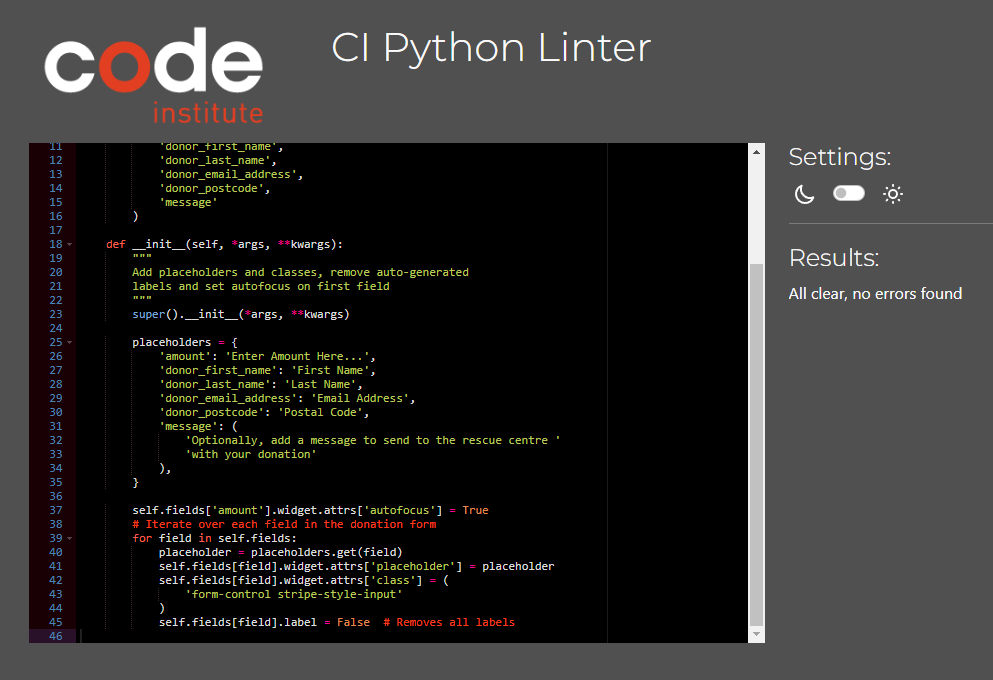 code
institute
CI Python Linter
11 'donor_first_name',
12 'donor_last_name',
13 'donor_email_address',
14 'donor_postcode',
15 'message'
16 )
17
18 def __init__(self, *args, **kwargs):
19 """
20 Add placeholders and classes, remove auto-generated
21 labels and set autofocus on first field
22 """
23 super().__init__(*args, **kwargs)
24
25 placeholders = {
26 'amount': 'Enter Amount Here...',
27 'donor_first_name': 'First Name',
28 'donor_last_name': 'Last Name',
29 'donor_email_address': 'Email Address',
30 'donor_postcode': 'Postal Code',
31 'message': (
32 'Optionally, add a message to send to the rescue centre '
33 'with your donation'
34 ),
35 }
36
37 self.fields['amount'].widget.attrs['autofocus'] = True
38 # Iterate over each field in the donation form
39 for field in self.fields:
40 placeholder = placeholders.get(field)
41 self.fields[field].widget.attrs['placeholder'] = placeholder
42 self.fields[field].widget.attrs['class'] = (
43 'form-control stripe-style-input'
44 )
45 self.fields[field].label = False  # Removes all labels
46
Settings:
Results:
All clear, no errors found